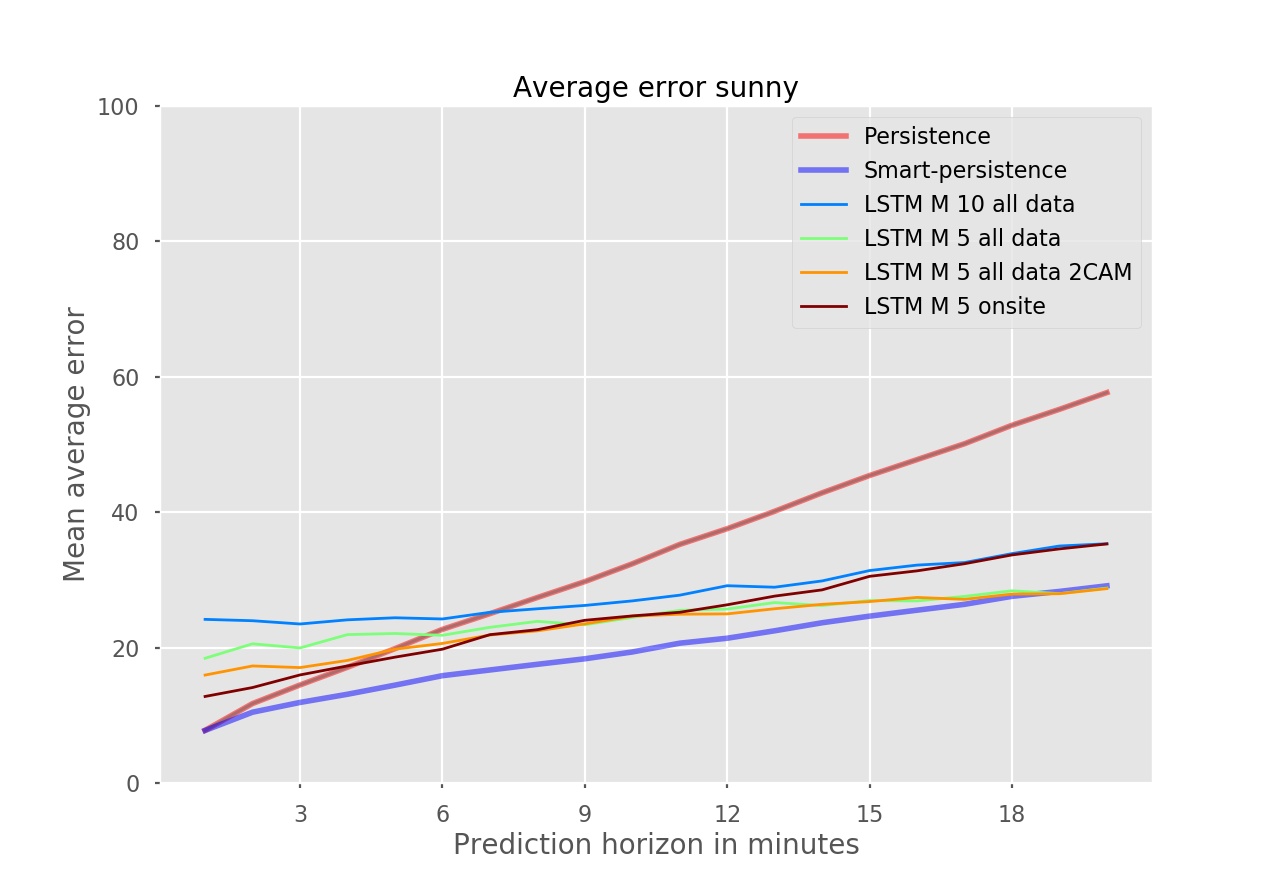 Average error sunny
100
80
60
40
20
0
Mean average error
Persistence
Smart-persistence
LSTM M 10 all data
LSTM M 5 all data
LSTM M 5 all data 2CAM
LSTM M 5 onsite
3 6 9 12 15 18
Prediction horizon in minutes